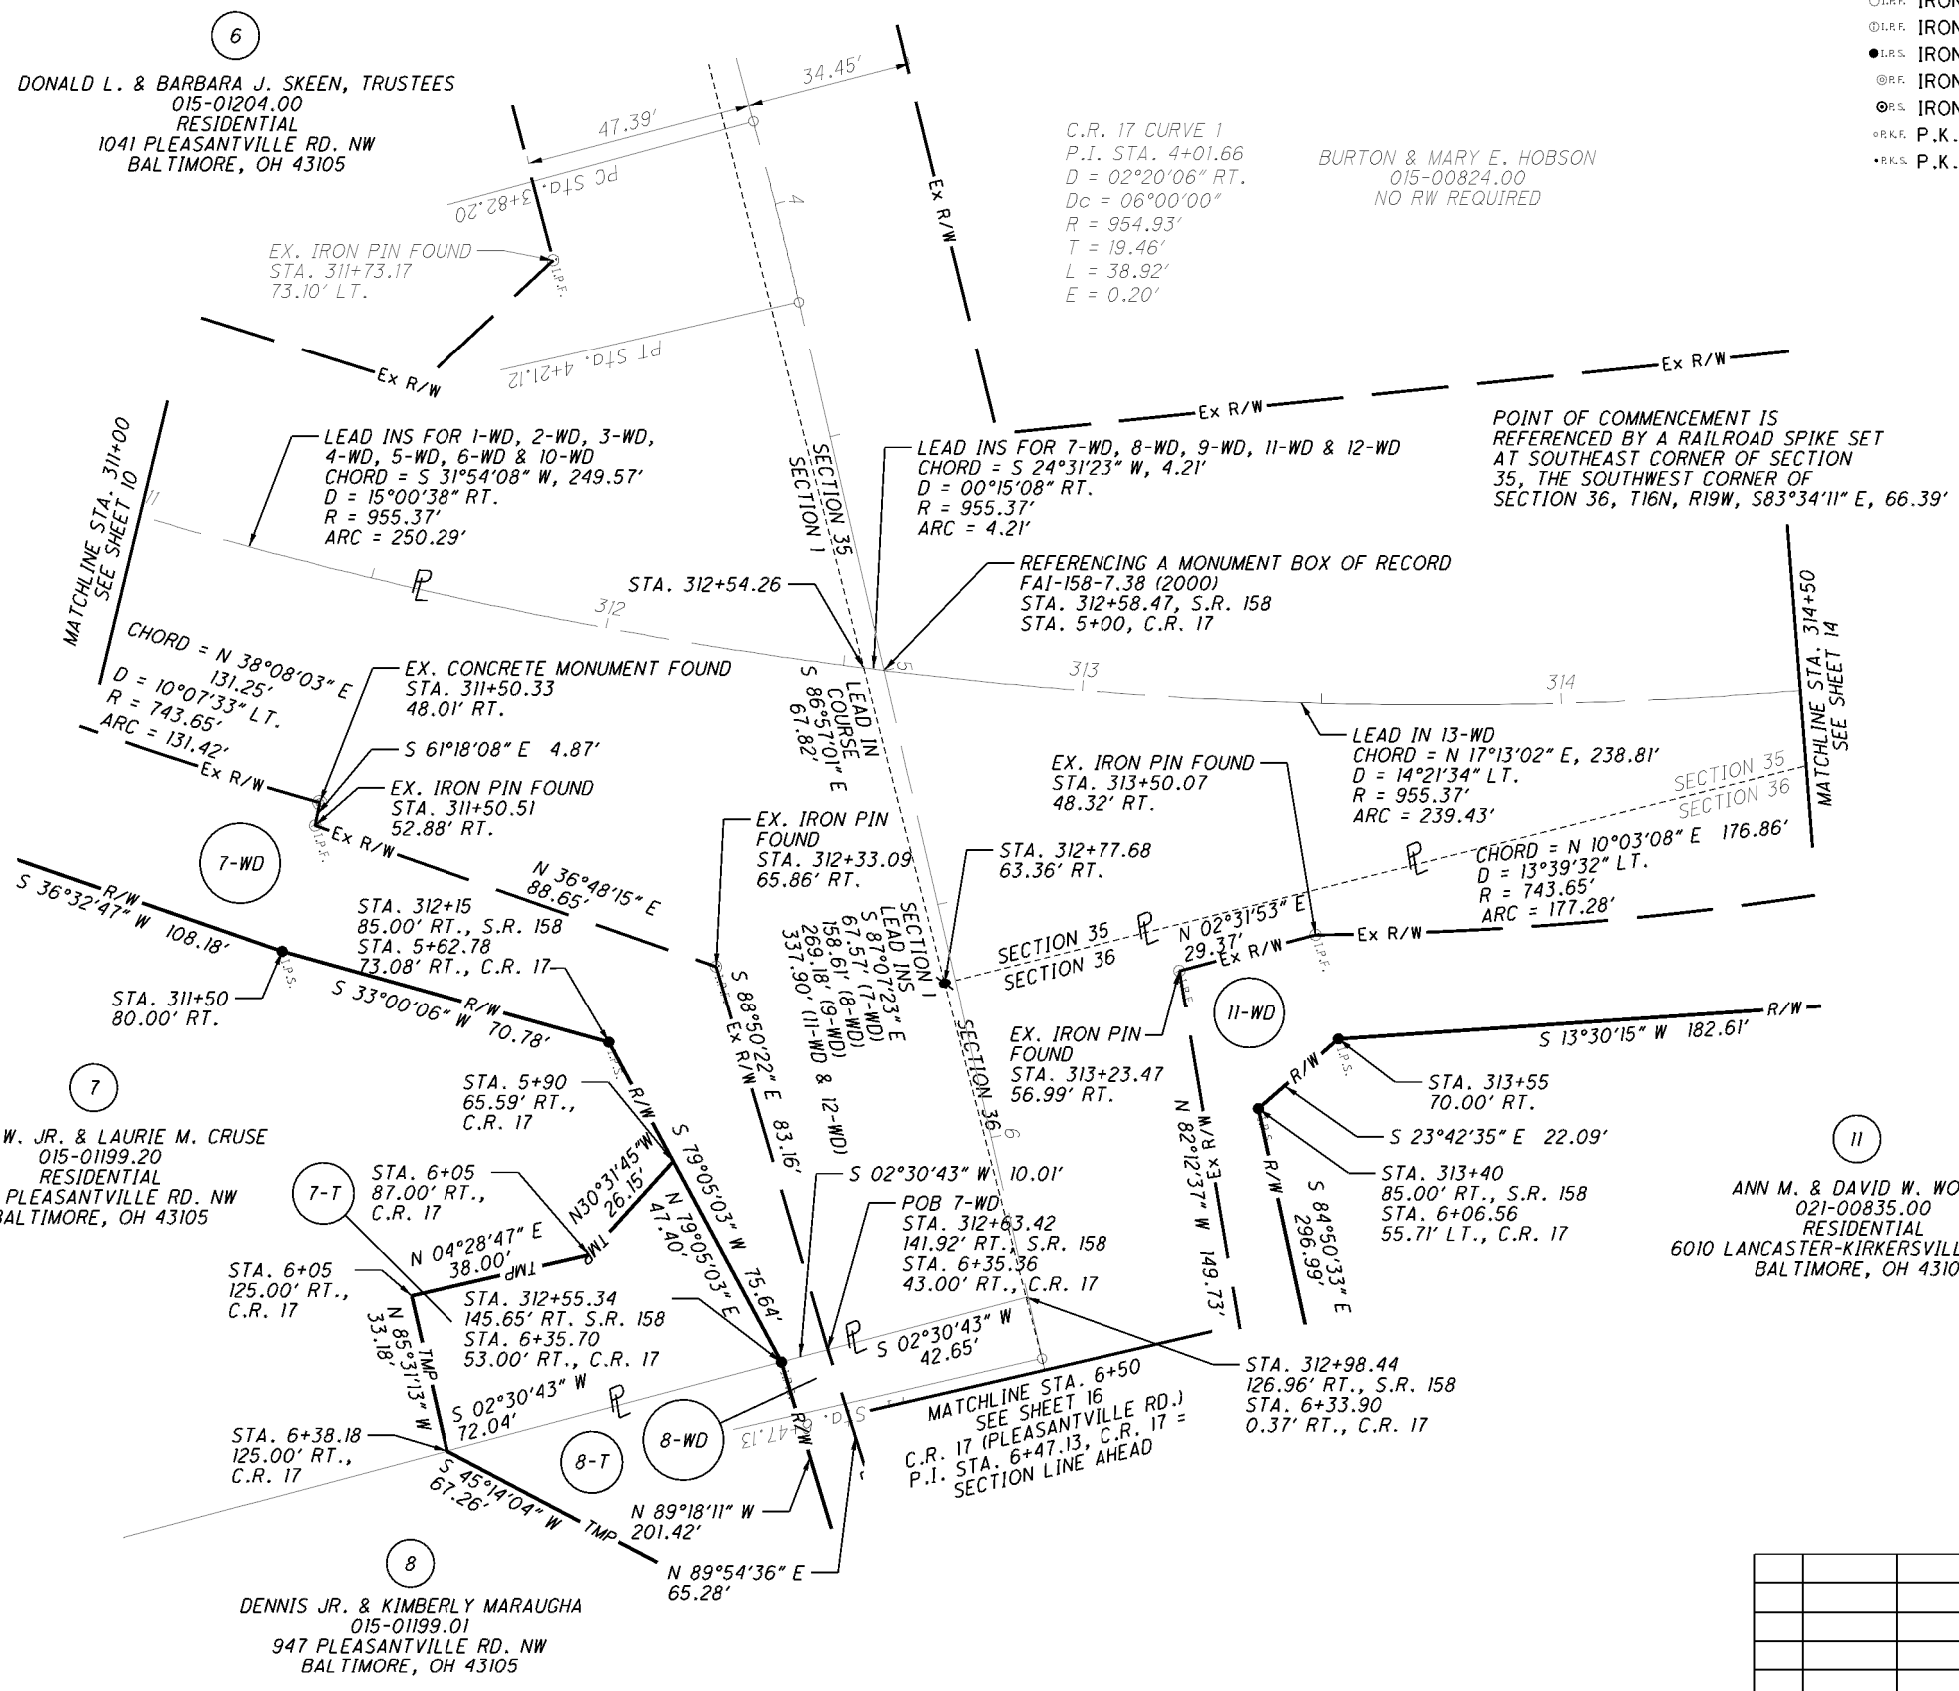 6
DONALD L. & BARBARA J. SKEEN, TRUSTEES
015-01204.00
RESIDENTIAL
1041 PLEASANTVILLE RD. NW
BALTIMORE, OH 43105
34.45'
47.39'
PC Sta. 3+82.20
4
Ex R/W
EX. IRON PIN FOUND
STA. 311+73.17
73.10' LT.
I.P.F.
PT Sta. 4+21.12
Ex R/W
C.R. 17 CURVE 1
P.I. STA. 4+01.66
D = 02°20'06" RT.
Dc = 06°00'00"
R = 954.93'
T = 19.46'
L = 38.92'
E = 0.20'
BURTON & MARY E. HOBSON
015-00824.00
NO RW REQUIRED
I.P.F. IRON
I.P.F. IRON
I.P.S. IRON
P.F. IRON
P.S. IRON
P.K.F. P.K.
P.K.S. P.K.
Ex R/W
Ex R/W
MATCHLINE STA. 311+00
SEE SHEET 10
11
LEAD INS FOR 1-WD, 2-WD, 3-WD,
4-WD, 5-WD, 6-WD & 10-WD
CHORD = S 31°54'08" W, 249.57'
D = 15°00'38" RT.
R = 955.37'
ARC = 250.29'
SECTION 35
SECTION 1
LEAD INS FOR 7-WD, 8-WD, 9-WD, 11-WD & 12-WD
CHORD = S 24°31'23" W, 4.21'
D = 00°15'08" RT.
R = 955.37'
ARC = 4.21'
POINT OF COMMENCEMENT IS
REFERENCED BY A RAILROAD SPIKE SET
AT SOUTHEAST CORNER OF SECTION
35, THE SOUTHWEST CORNER OF
SECTION 36, T16N, R19W, S83°34'11" E, 66.39'
REFERENCING A MONUMENT BOX OF RECORD
FAI-158-7.38 (2000)
STA. 312+58.47, S.R. 158
STA. 5+00, C.R. 17
STA. 312+54.26
PL
312
5
313
314
MATCHLINE STA. 314+50
SEE SHEET 14
CHORD = N 38°08'03" E
131.25'
D = 10°07'33" LT.
R = 743.65'
ARC = 131.42'
Ex R/W
EX. CONCRETE MONUMENT FOUND
STA. 311+50.33
48.01' RT.
S 61°18'08" E 4.87'
EX. IRON PIN FOUND
STA. 311+50.51
52.88' RT.
I.P.F.
Ex R/W
LEAD IN
COURSE
S 86°57'01" E
67.82'
LEAD IN 13-WD
CHORD = N 17°13'02" E, 238.81'
D = 14°21'34" LT.
R = 955.37'
ARC = 239.43'
SECTION 35
SECTION 36
EX. IRON PIN FOUND
STA. 313+50.07
48.32' RT.
EX. IRON PIN
FOUND
STA. 312+33.09
65.86' RT.
STA. 312+77.68
63.36' RT.
PL
CHORD = N 10°03'08" E 176.86'
D = 13°39'32" LT.
R = 743.65'
ARC = 177.28'
7-WD
N 36°48'15" E
88.65'
R/W
S 36°32'47" W 108.18'
STA. 312+15
85.00' RT., S.R. 158
STA. 5+62.78
73.08' RT., C.R. 17
SECTION 1
LEAD INS
S 87°07'23" E
67.57' (7-WD)
158.61' (8-WD)
269.18' (9-WD)
337.90' (11-WD & 12-WD)
SECTION 35
SECTION 36
PL
N 02°31'53" E
29.37'
Ex R/W
I.P.F.
Ex R/W
STA. 311+50
80.00' RT.
I.P.S.
S 33°00'06" W 70.78'
R/W
I.P.S.
S 88°50'22" E 83.16'
Ex R/W
SECTION 36
6
EX. IRON PIN
FOUND
STA. 313+23.47
56.99' RT.
11-WD
S 13°30'15" W 182.61'
R/W
R/W
I.P.S.
STA. 313+55
70.00' RT.
S 23°42'35" E 22.09'
STA. 313+40
85.00' RT., S.R. 158
STA. 6+06.56
55.71' LT., C.R. 17
N 82°12'37" W 149.73'
Ex R/W
R/W
S 84°50'33" E
296.99'
11
ANN M. & DAVID W. WO
021-00835.00
RESIDENTIAL
6010 LANCASTER-KIRKERSVILL
BALTIMORE, OH 4310
7
W. JR. & LAURIE M. CRUSE
015-01199.20
RESIDENTIAL
PLEASANTVILLE RD. NW
BALTIMORE, OH 43105
STA. 5+90
65.59' RT.,
C.R. 17
R/W
S 79°05'03" W 75.64'
7-T
STA. 6+05
87.00' RT.,
C.R. 17
N30°31'45"W
26.15'
TMP
N 79°05'03" E
47.40'
S 02°30'43" W 10.01'
POB 7-WD
STA. 312+63.42
141.92' RT., S.R. 158
STA. 6+35.36
43.00' RT., C.R. 17
N 04°28'47" E
38.00'
TMP
STA. 6+05
125.00' RT.,
C.R. 17
STA. 312+55.34
145.65' RT. S.R. 158
STA. 6+35.70
53.00' RT., C.R. 17
N 85°31'13" W
33.18'
TMP
PL
S 02°30'43" W
42.65'
STA. 312+98.44
126.96' RT., S.R. 158
STA. 6+33.90
0.37' RT., C.R. 17
S 02°30'43" W
72.04'
PL
MATCHLINE STA. 6+50
SEE SHEET 16
C.R. 17 (PLEASANTVILLE RD.)
P.I. STA. 6+47.13, C.R. 17 =
SECTION LINE AHEAD
Sta. 6+47.13
STA. 6+38.18
125.00' RT.,
C.R. 17
8-WD
8-T
R/W
S 45°14'04" W
67.26'
TMP
N 89°18'11" W
201.42'
N 89°54'36" E
65.28'
8
DENNIS JR. & KIMBERLY MARAUGHA
015-01199.01
947 PLEASANTVILLE RD. NW
BALTIMORE, OH 43105